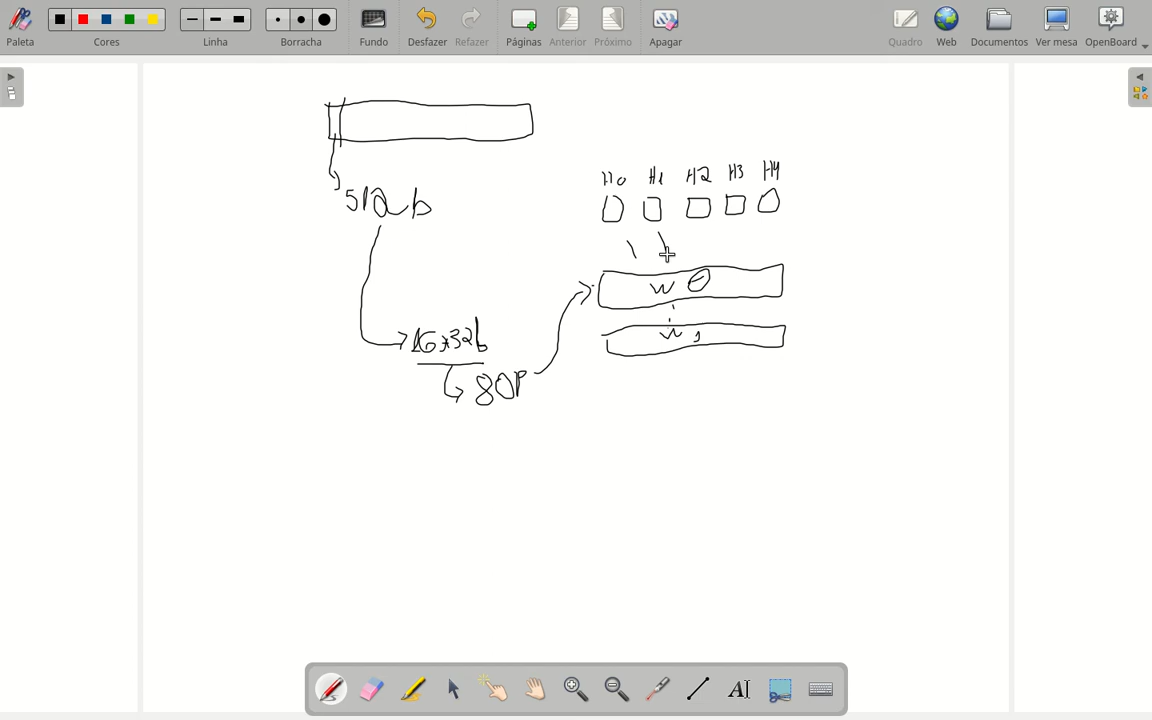 Paleta Cores Linha Borracha Fundo Desfazer Refazer Páginas Anterior Próximo Apagar Quadro Web Documentos Ver mesa OpenBoard
H0 H1 H2 H3 H4
512 b
W 0
16x32b
W 1
80P